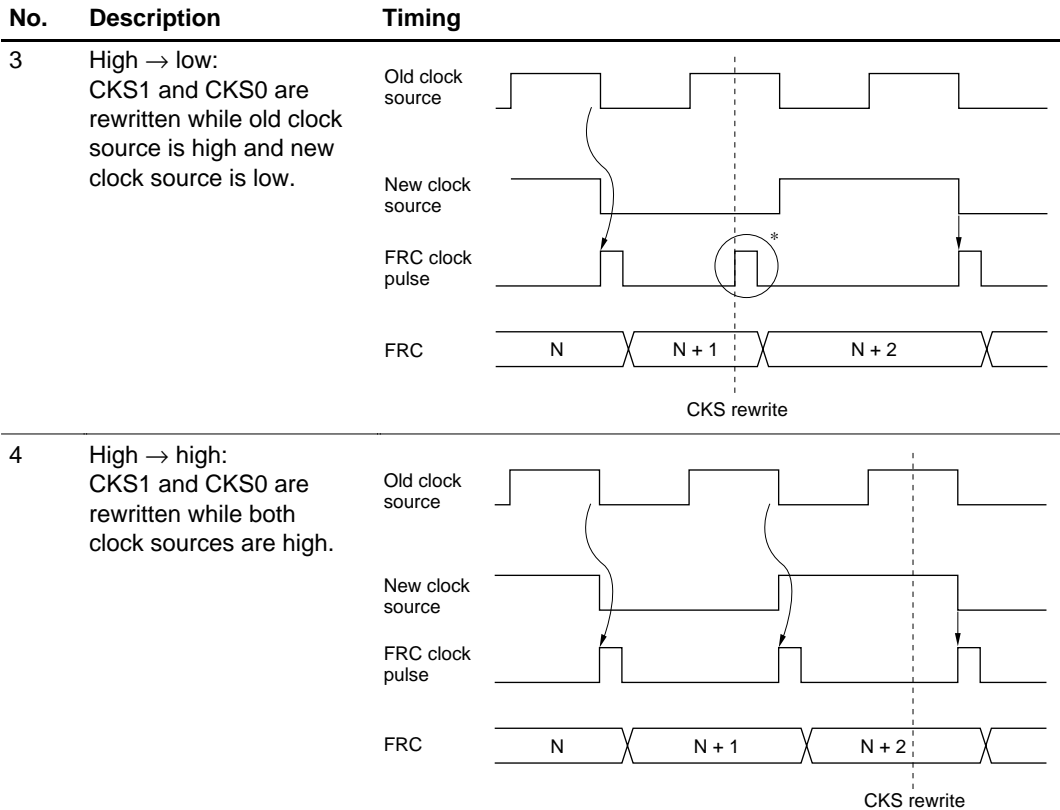 No. Description Timing
3 High → low:
CKS1 and CKS0 are
rewritten while old clock
source is high and new
clock source is low.
Old clock
source
New clock
source
FRC clock
pulse
*
FRC N N + 1 N + 2
CKS rewrite
4 High → high:
CKS1 and CKS0 are
rewritten while both
clock sources are high.
Old clock
source
New clock
source
FRC clock
pulse
FRC N N + 1 N + 2
CKS rewrite